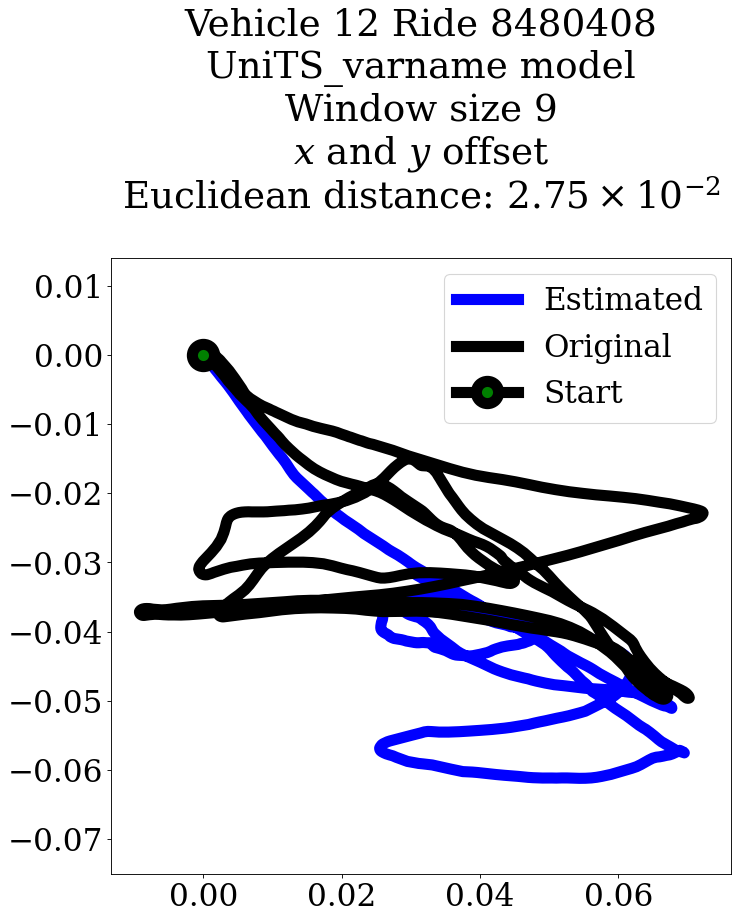 Vehicle 12 Ride 8480408
UniTS_varname model
Window size 9
x and y offset
Euclidean distance: 2.75 × 10⁻²
Estimated
Original
Start
0.01
0.00
−0.01
−0.02
−0.03
−0.04
−0.05
−0.06
−0.07
0.00 0.02 0.04 0.06